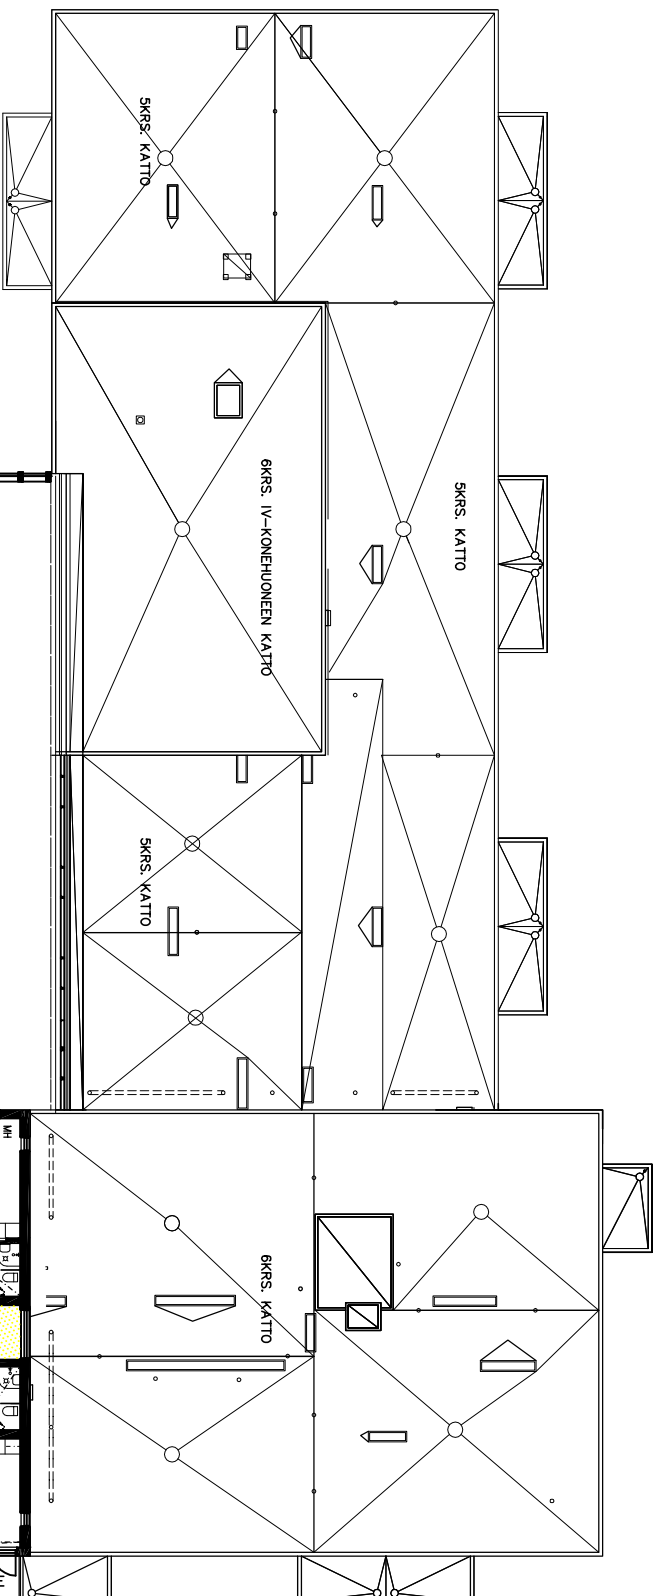 5KRS. KATTO
5KRS. KATTO
6KRS. IV-KONEHUONEEN KATTO
5KRS. KATTO
6KRS. KATTO
MH